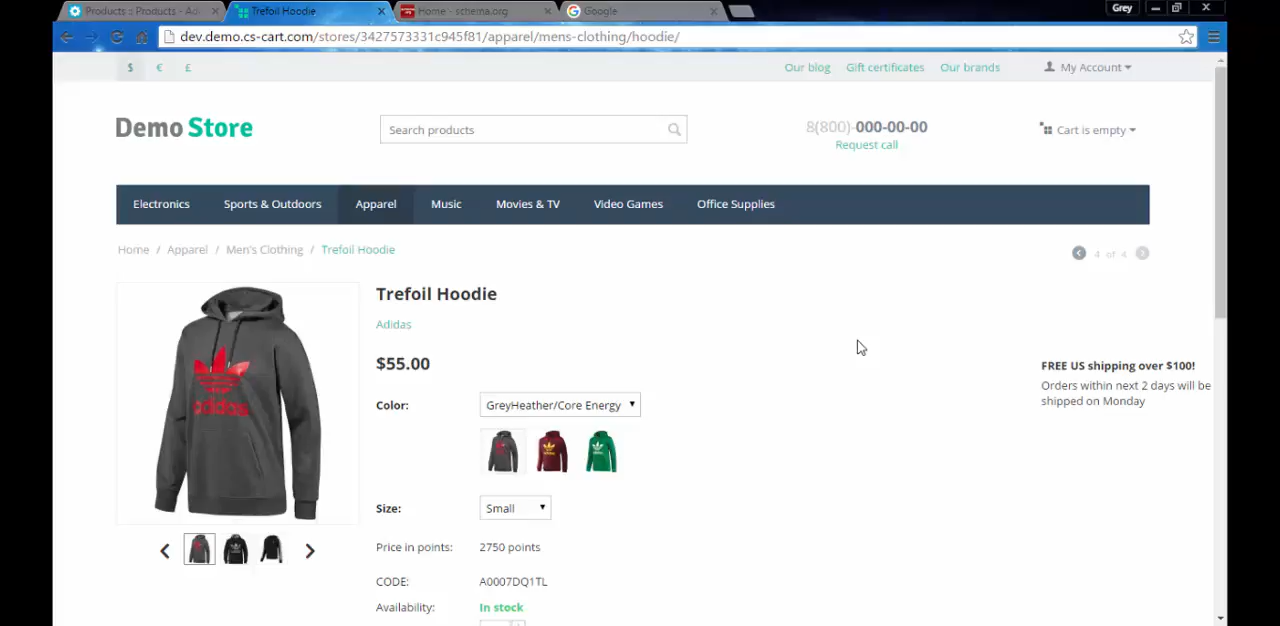 Products :: Products - Ad
Trefoil Hoodie
Home - schema.org
Google
Grey
dev.demo.cs-cart.com/stores/3427573331c945f81/apparel/mens-clothing/hoodie/
$ € £
Our blog Gift certificates Our brands My Account
Demo Store
Search products
8(800)-000-00-00
Request call
Cart is empty
Electronics Sports & Outdoors Apparel Music Movies & TV Video Games Office Supplies
Home / Apparel / Men's Clothing / Trefoil Hoodie
4 of 4
adidas
Trefoil Hoodie
Adidas
$55.00
Color: GreyHeather/Core Energy
Size: Small
Price in points: 2750 points
CODE: A0007DQ1TL
Availability: In stock
FREE US shipping over $100!
Orders within next 2 days will be
shipped on Monday